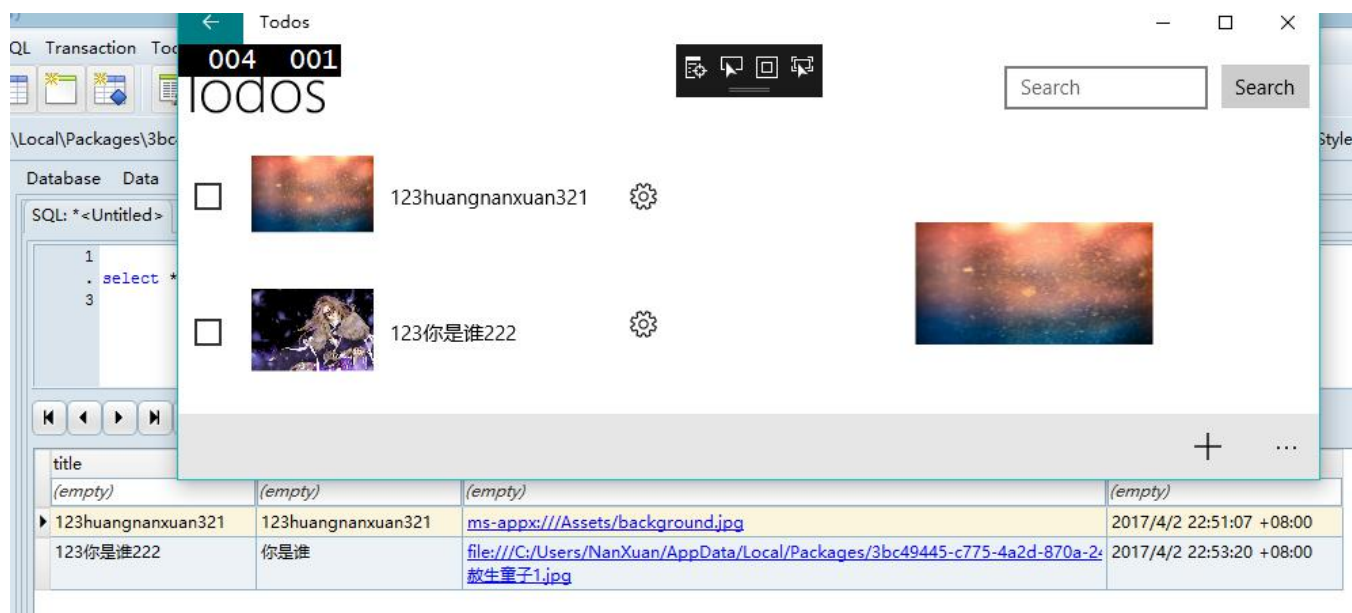 QL Transaction Too
← Todos
004 001
Todos
Search
Search
.\Local\Packages\3bc
Style
Database Data
SQL: *<Untitled>
1
. select *
3
123huangnanxuan321
123你是谁222
+ ...
title
(empty) (empty) (empty) (empty)
123huangnanxuan321 123huangnanxuan321 ms-appx:///Assets/background.jpg 2017/4/2 22:51:07 +08:00
123你是谁222 你是谁 file:///C:/Users/NanXuan/AppData/Local/Packages/3bc49445-c775-4a2d-870a-24 2017/4/2 22:53:20 +08:00
赦生童子1.jpg